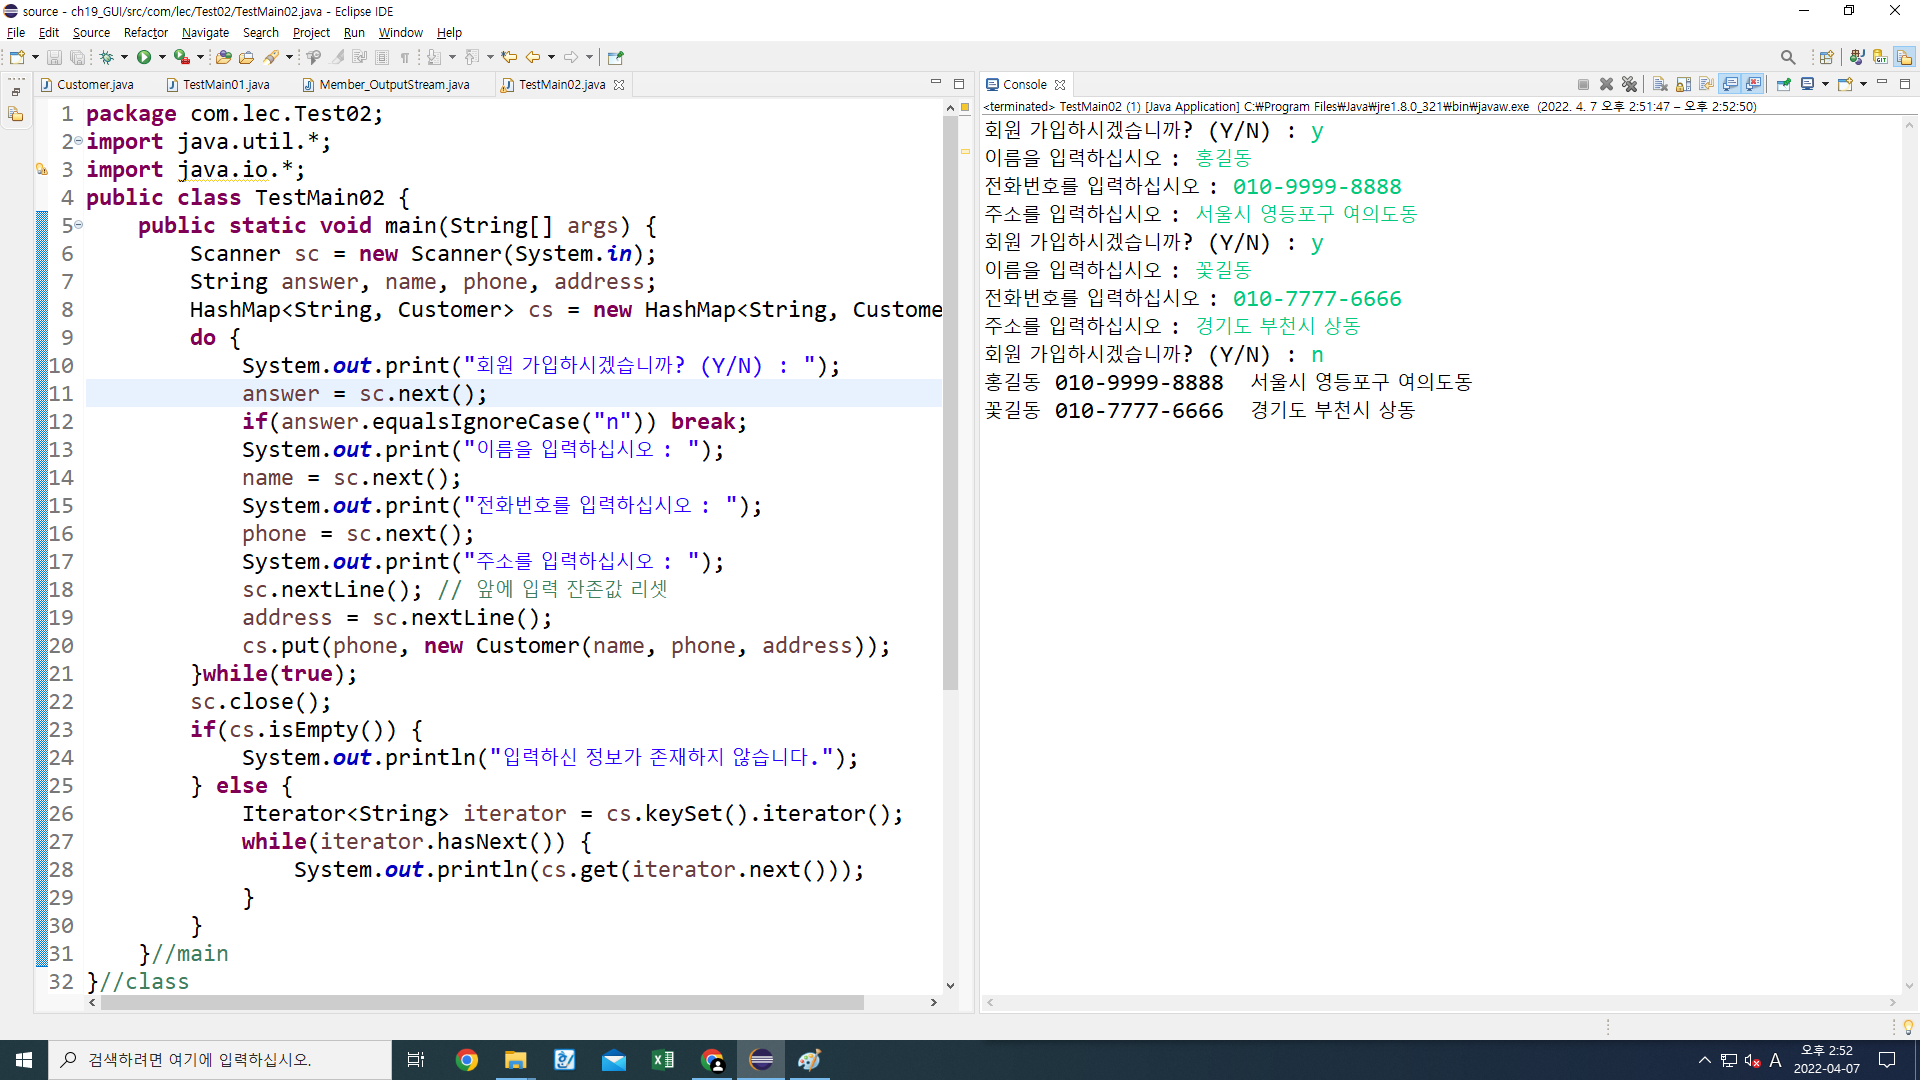 source - ch19_GUI/src/com/lec/Test02/TestMain02.java - Eclipse IDE
File Edit Source Refactor Navigate Search Project Run Window Help
Customer.java TestMain01.java Member_OutputStream.java TestMain02.java
1 package com.lec.Test02;
2 import java.util.*;
3 import java.io.*;
4 public class TestMain02 {
5 public static void main(String[] args) {
6 Scanner sc = new Scanner(System.in);
7 String answer, name, phone, address;
8 HashMap<String, Customer> cs = new HashMap<String, Custome
9 do {
10 System.out.print("회원 가입하시겠습니까? (Y/N) : ");
11 answer = sc.next();
12 if(answer.equalsIgnoreCase("n")) break;
13 System.out.print("이름을 입력하십시오 : ");
14 name = sc.next();
15 System.out.print("전화번호를 입력하십시오 : ");
16 phone = sc.next();
17 System.out.print("주소를 입력하십시오 : ");
18 sc.nextLine(); // 앞에 입력 잔존값 리셋
19 address = sc.nextLine();
20 cs.put(phone, new Customer(name, phone, address));
21 }while(true);
22 sc.close();
23 if(cs.isEmpty()) {
24 System.out.println("입력하신 정보가 존재하지 않습니다.");
25 } else {
26 Iterator<String> iterator = cs.keySet().iterator();
27 while(iterator.hasNext()) {
28 System.out.println(cs.get(iterator.next()));
29 }
30 }
31 }//main
32 }//class
Console
<terminated> TestMain02 (1) [Java Application] C:₩Program Files₩Java₩jre1.8.0_321₩bin₩javaw.exe (2022. 4. 7 오후 2:51:47 – 오후 2:52:50)
회원 가입하시겠습니까? (Y/N) : y
이름을 입력하십시오 : 홍길동
전화번호를 입력하십시오 : 010-9999-8888
주소를 입력하십시오 : 서울시 영등포구 여의도동
회원 가입하시겠습니까? (Y/N) : y
이름을 입력하십시오 : 꽃길동
전화번호를 입력하십시오 : 010-7777-6666
주소를 입력하십시오 : 경기도 부천시 상동
회원 가입하시겠습니까? (Y/N) : n
홍길동 010-9999-8888 서울시 영등포구 여의도동
꽃길동 010-7777-6666 경기도 부천시 상동
검색하려면 여기에 입력하십시오.
A
오후 2:52
2022-04-07